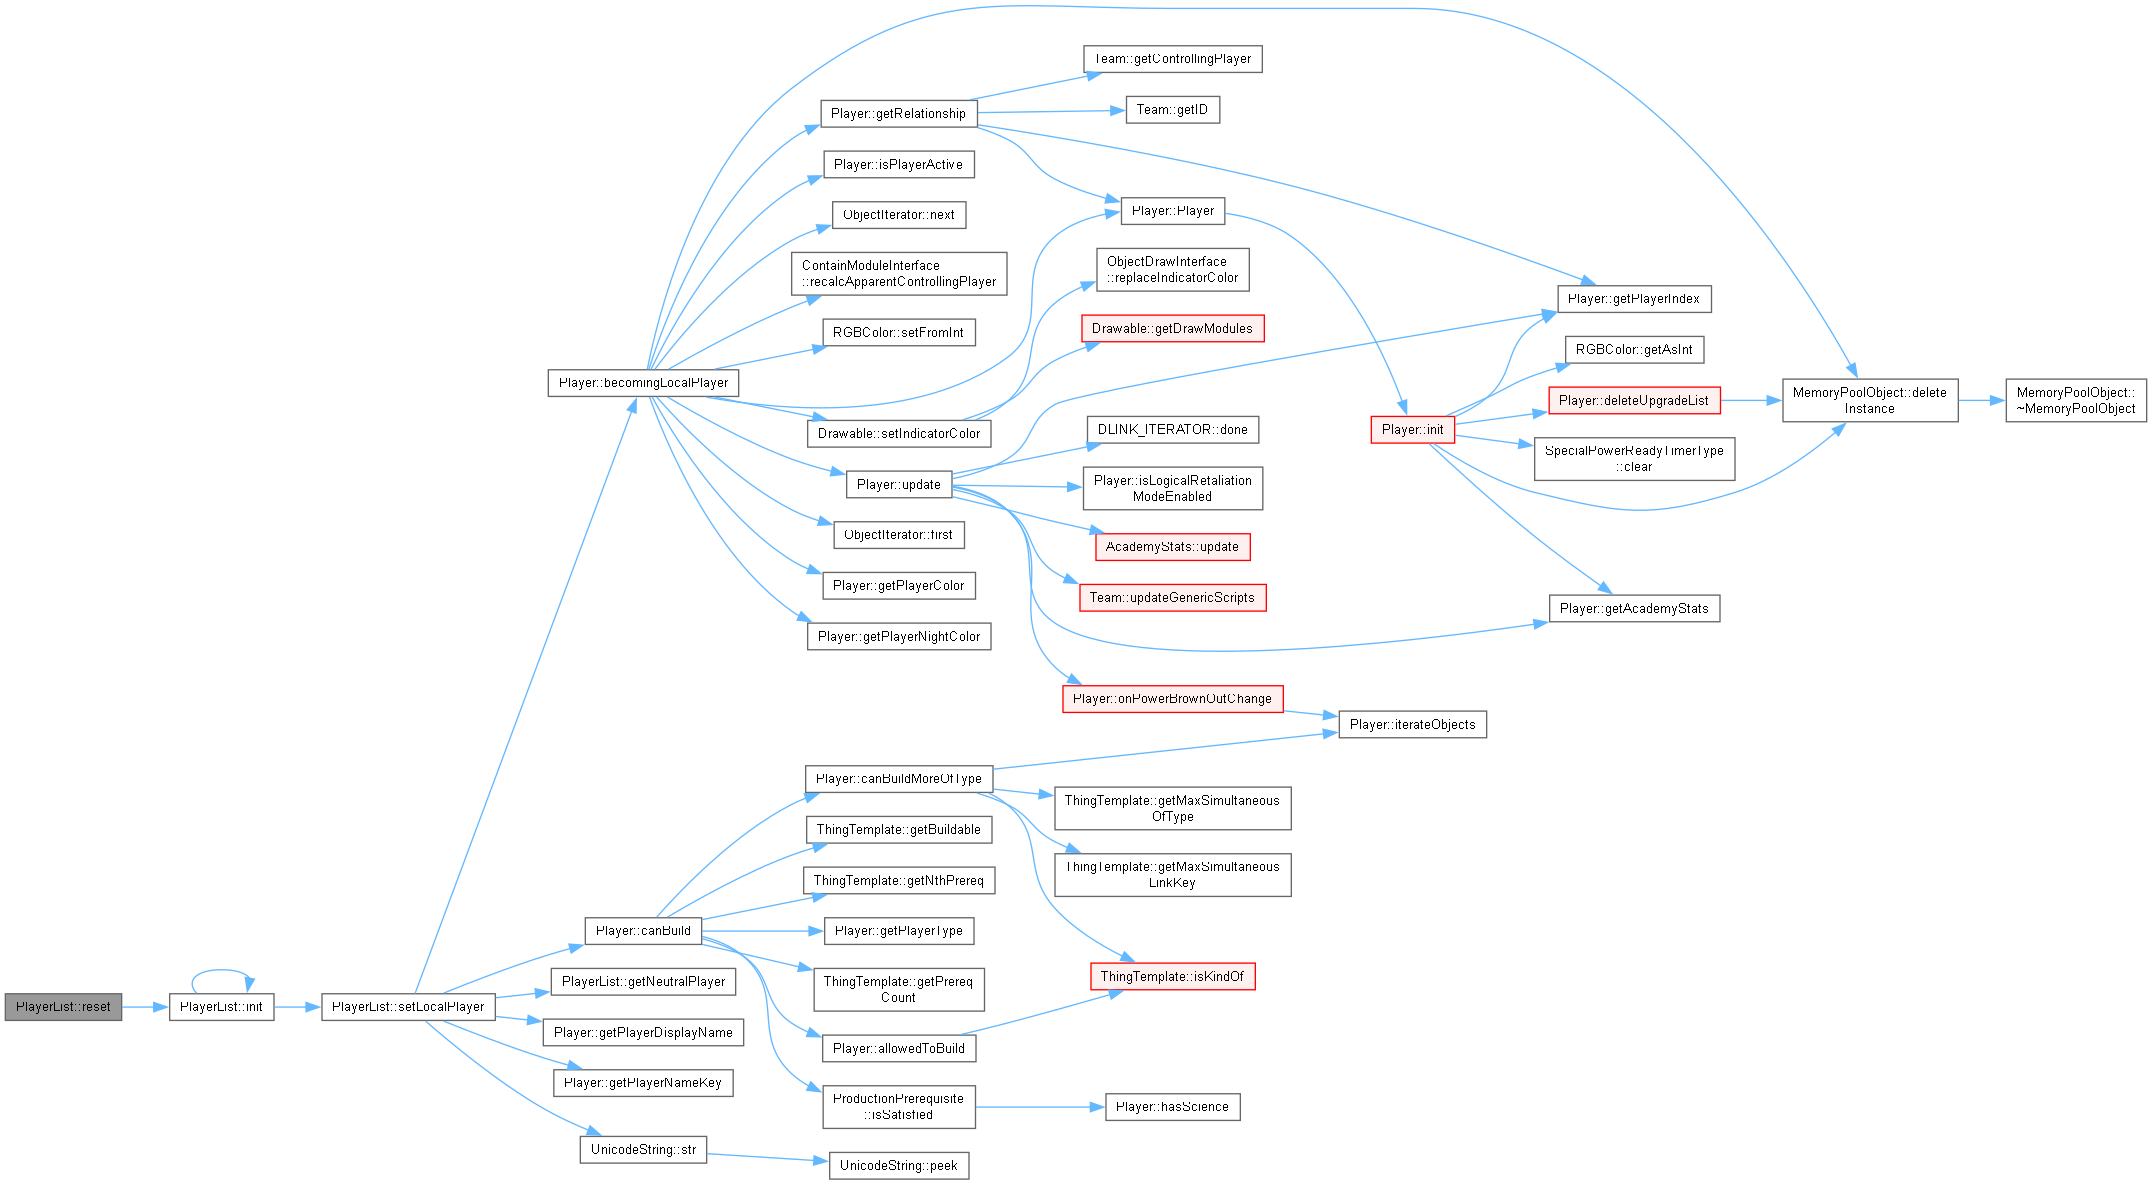 Team::getControllingPlayer
Player::getRelationship
Team::getID
Player::isPlayerActive
ObjectIterator::next
Player::Player
ContainModuleInterface
::recalcApparentControllingPlayer
ObjectDrawInterface
::replaceIndicatorColor
Player::getPlayerIndex
RGBColor::setFromInt
Drawable::getDrawModules
RGBColor::getAsInt
Player::becomingLocalPlayer
Player::deleteUpgradeList
MemoryPoolObject::delete
Instance
MemoryPoolObject::
~MemoryPoolObject
Drawable::setIndicatorColor
DLINK_ITERATOR::done
Player::init
SpecialPowerReadyTimerType
::clear
Player::update
Player::isLogicalRetaliation
ModeEnabled
ObjectIterator::first
AcademyStats::update
Player::getPlayerColor
Team::updateGenericScripts
Player::getAcademyStats
Player::getPlayerNightColor
Player::onPowerBrownOutChange
Player::iterateObjects
Player::canBuildMoreOfType
ThingTemplate::getMaxSimultaneous
OfType
ThingTemplate::getBuildable
ThingTemplate::getMaxSimultaneous
LinkKey
ThingTemplate::getNthPrereq
Player::canBuild
Player::getPlayerType
PlayerList::getNeutralPlayer
ThingTemplate::getPrereq
Count
ThingTemplate::isKindOf
PlayerList::reset
PlayerList::init
PlayerList::setLocalPlayer
Player::getPlayerDisplayName
Player::allowedToBuild
Player::getPlayerNameKey
ProductionPrerequisite
::isSatisfied
Player::hasScience
UnicodeString::str
UnicodeString::peek